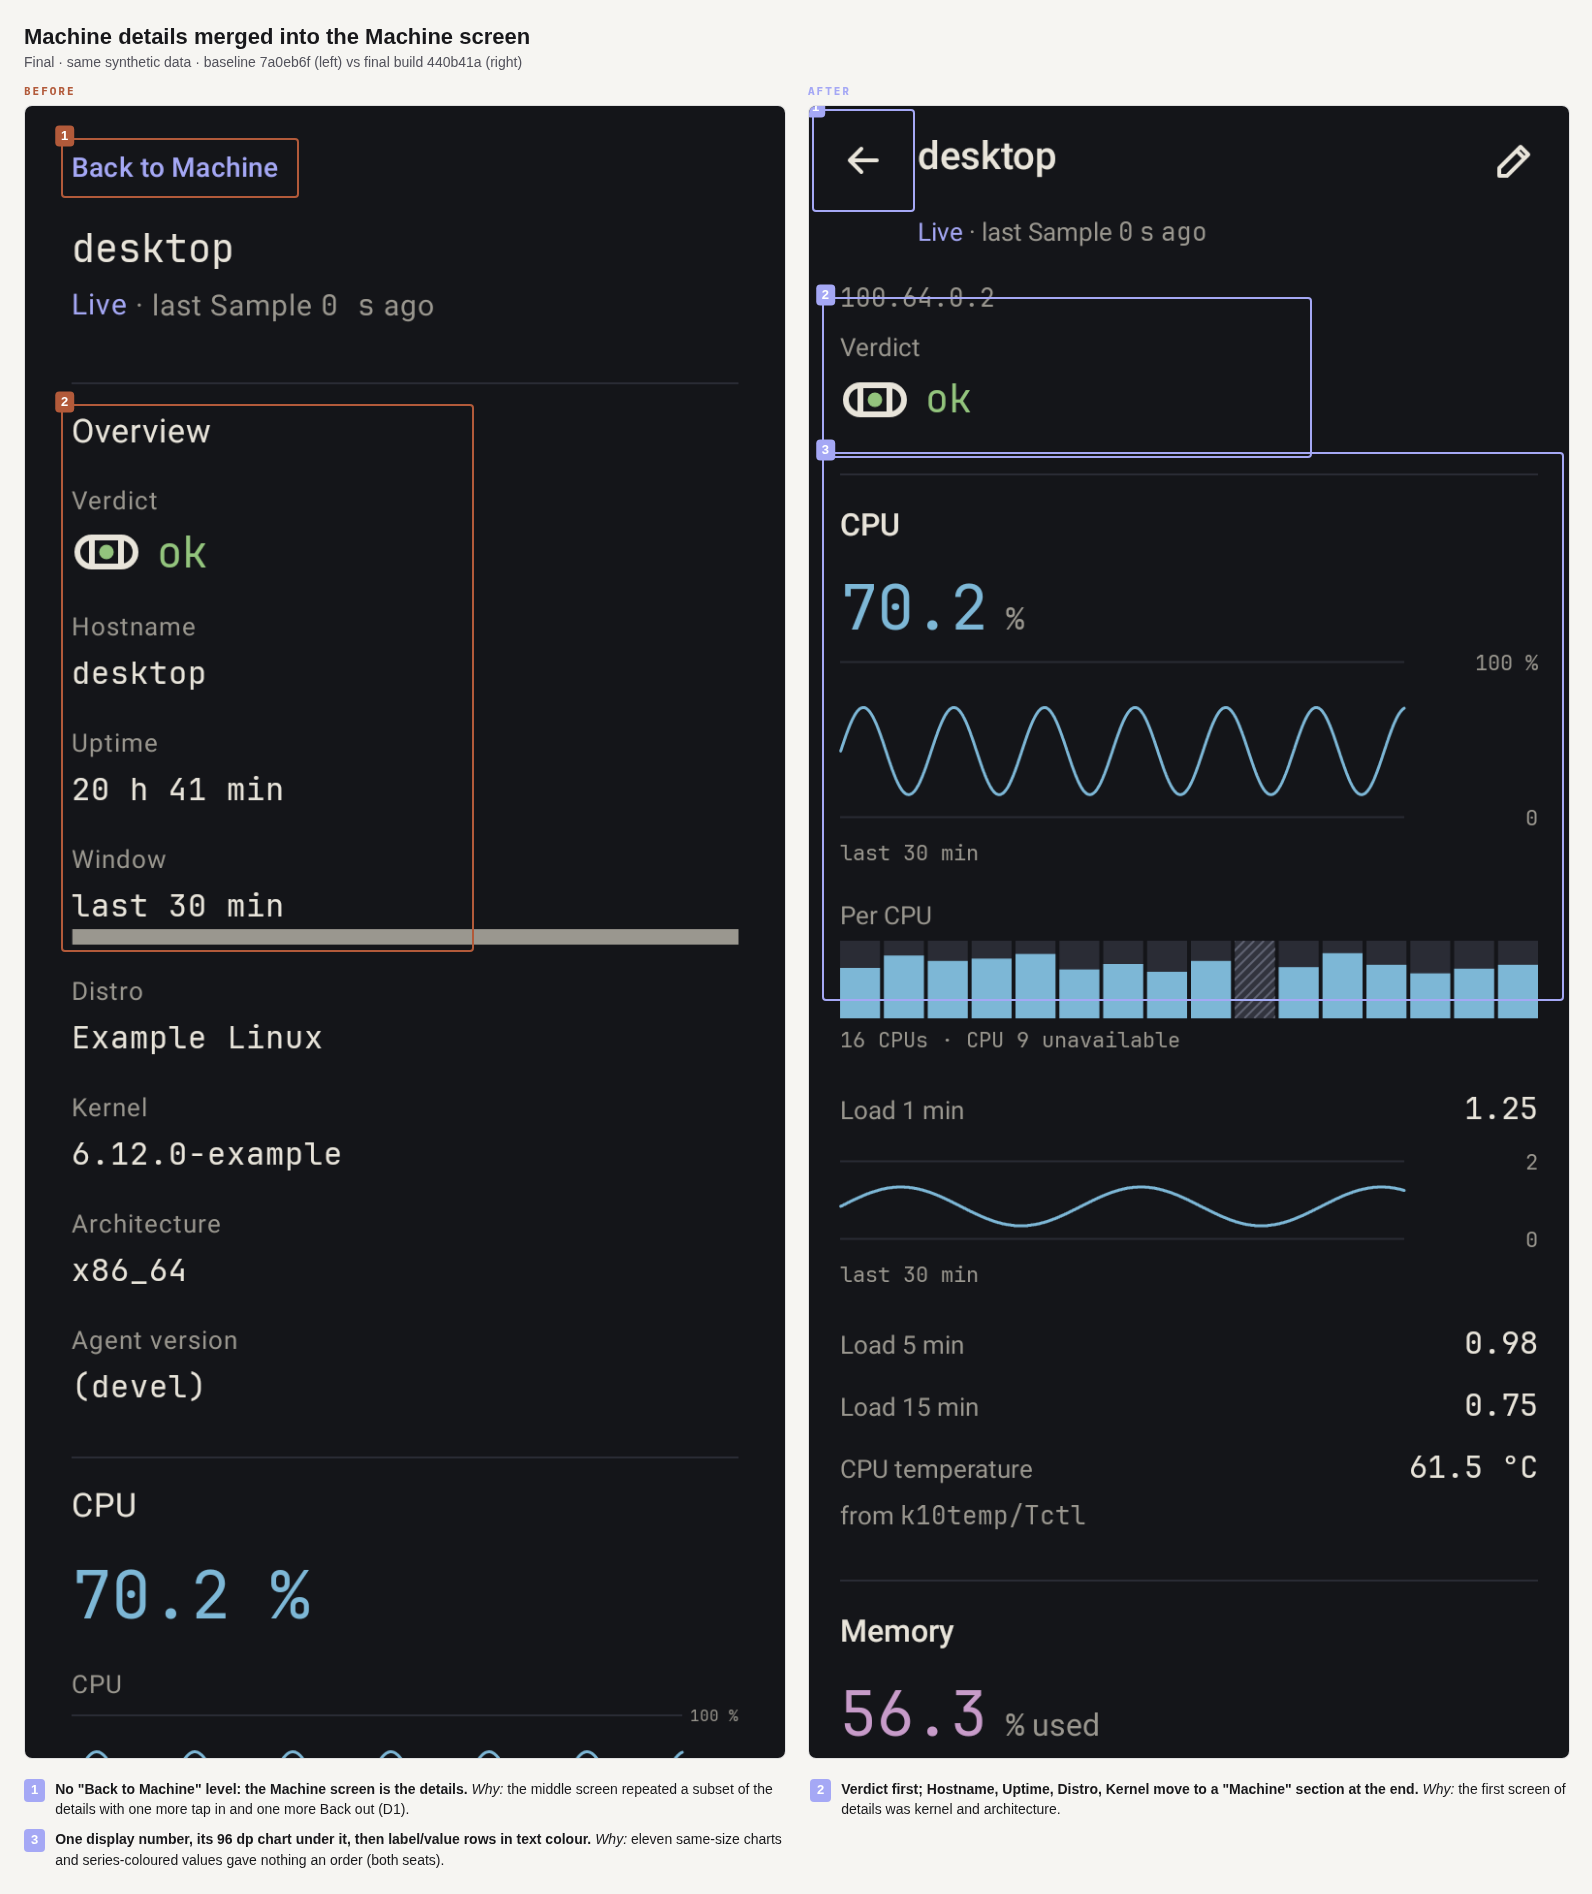 Machine details merged into the Machine screen
Final · same synthetic data · baseline 7a0eb6f (left) vs final build 440b41a (right)
BEFORE
1
Back to Machine
desktop
Live · last Sample 0 s ago
2
Overview
Verdict
ok
Hostname
desktop
Uptime
20 h 41 min
Window
last 30 min
Distro
Example Linux
Kernel
6.12.0-example
Architecture
x86_64
Agent version
(devel)
CPU
70.2 %
CPU
100 %
AFTER
1
desktop
Live · last Sample 0 s ago
2
100.64.0.2
Verdict
ok
3
CPU
70.2 %
100 %
0
last 30 min
Per CPU
16 CPUs · CPU 9 unavailable
Load 1 min 1.25
2
0
last 30 min
Load 5 min 0.98
Load 15 min 0.75
CPU temperature 61.5 °C
from k10temp/Tctl
Memory
56.3 % used
1 No "Back to Machine" level: the Machine screen is the details. Why: the middle screen repeated a subset of the
details with one more tap in and one more Back out (D1).
2 Verdict first; Hostname, Uptime, Distro, Kernel move to a "Machine" section at the end. Why: the first screen of
details was kernel and architecture.
3 One display number, its 96 dp chart under it, then label/value rows in text colour. Why: eleven same-size charts
and series-coloured values gave nothing an order (both seats).